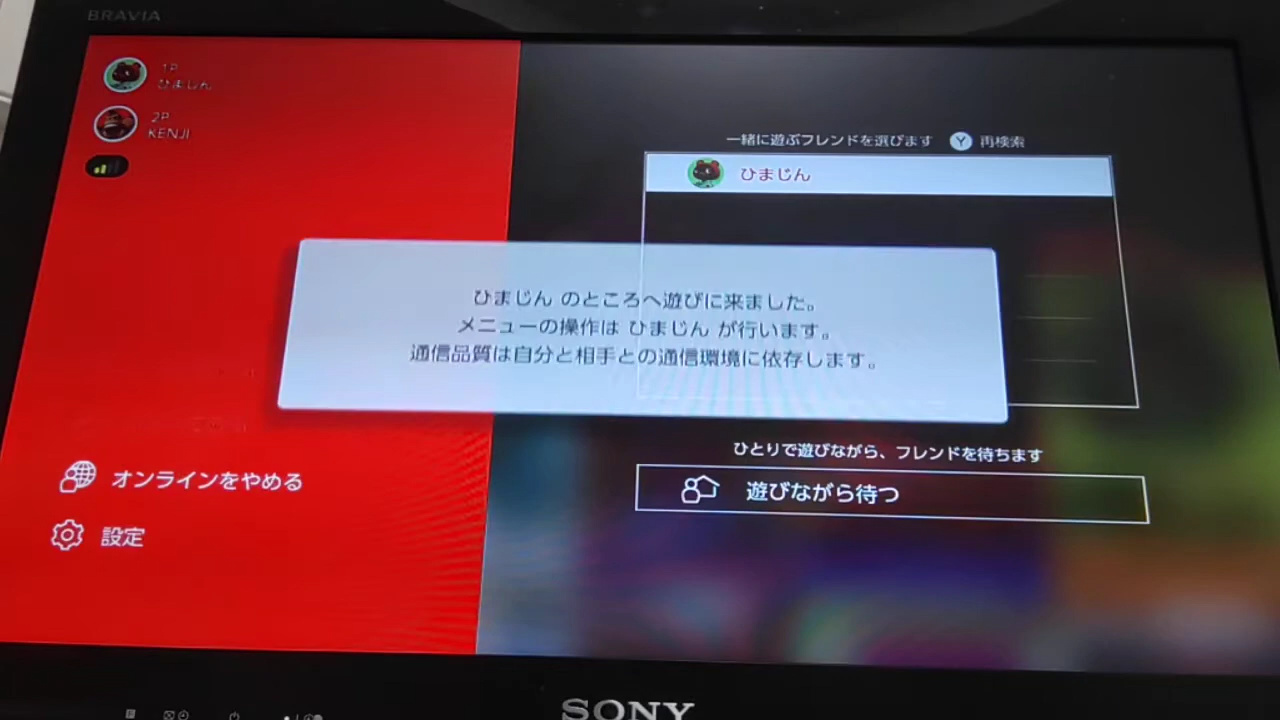 BRAVIA
1P
ひまじん
2P
KENJI
一緒に遊ぶフレンドを選びます Y 再検索
ひまじん
ひまじん のところへ遊びに来ました。
メニューの操作は ひまじん が行います。
通信品質は自分と相手との通信環境に依存します。
ひとりで遊びながら、フレンドを待ちます
遊びながら待つ
オンラインをやめる
設定
SONY